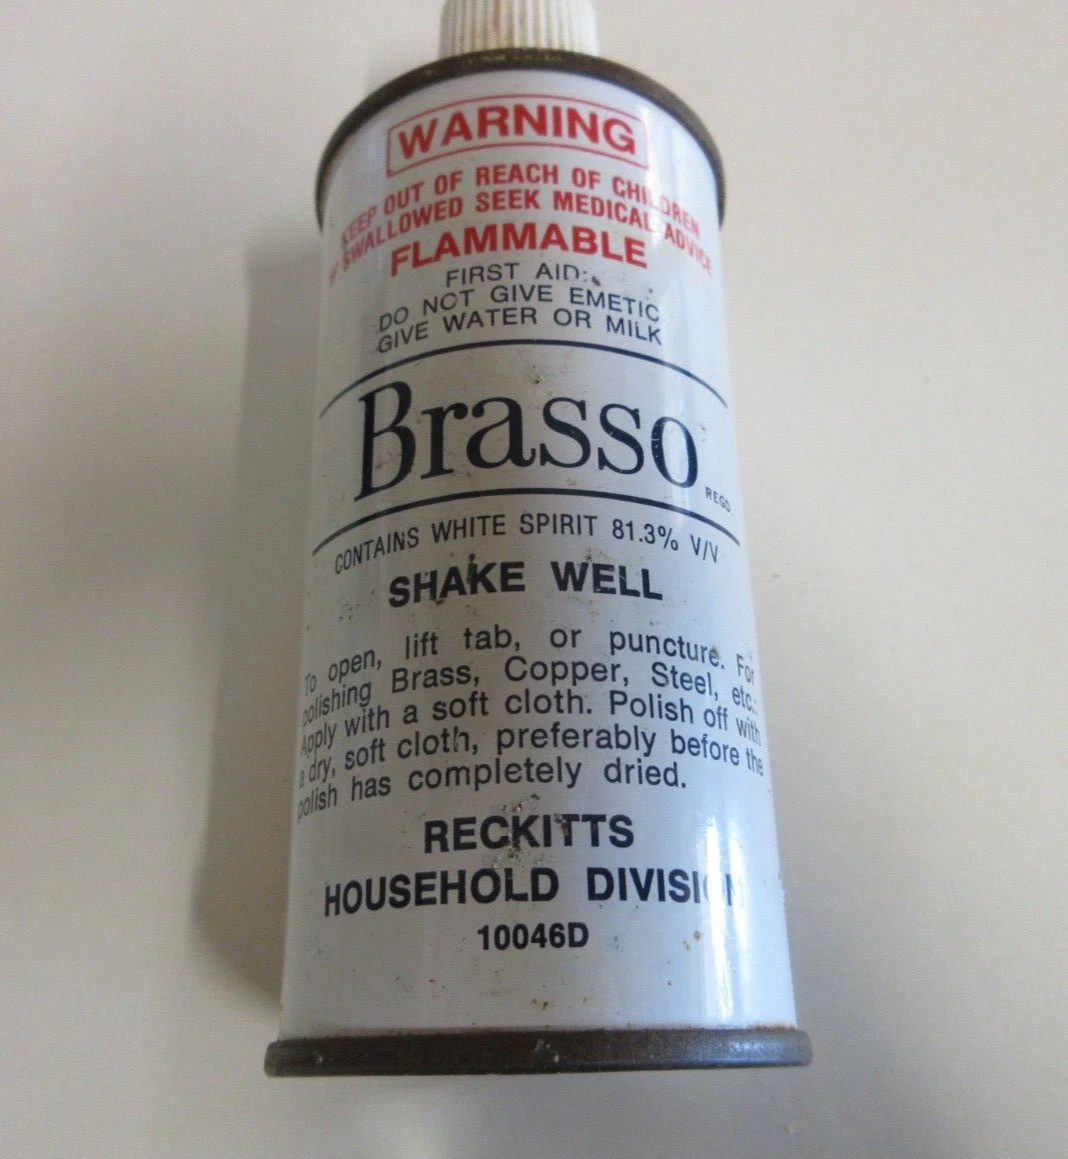 WARNING
KEEP OUT OF REACH OF CHILDREN
IF SWALLOWED SEEK MEDICAL ADVICE
FLAMMABLE
FIRST AID:
DO NOT GIVE EMETIC
GIVE WATER OR MILK
Brasso
REGD.
CONTAINS WHITE SPIRIT 81.3% V/V
SHAKE WELL
To open, lift tab, or puncture. For
polishing Brass, Copper, Steel, etc.:
Apply with a soft cloth. Polish off with
a dry, soft cloth, preferably before the
polish has completely dried.
RECKITTS
HOUSEHOLD DIVISION
10046D